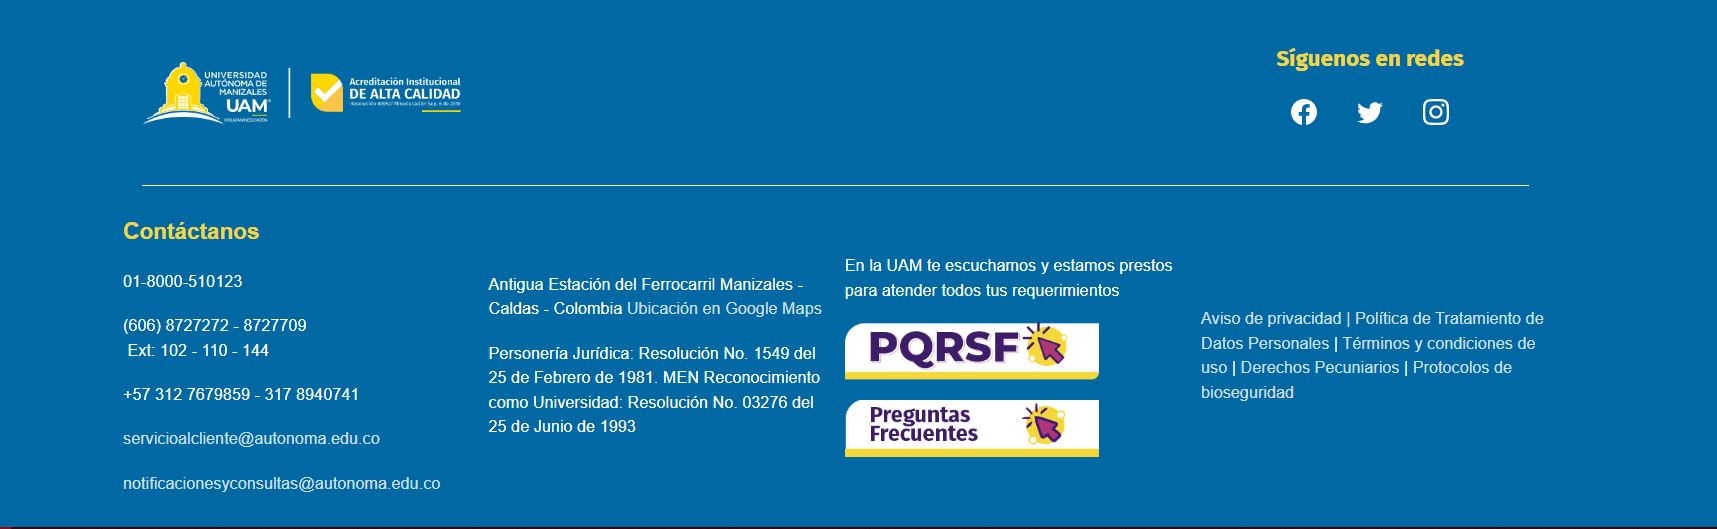 UNIVERSIDAD
AUTÓNOMA DE
MANIZALES
UAM®
VIGILADA MINEDUCACIÓN
Acreditación Institucional
DE ALTA CALIDAD
Síguenos en redes
Contáctanos
01-8000-510123
(606) 8727272 - 8727709
Ext: 102 - 110 - 144
+57 312 7679859 - 317 8940741
servicioalcliente@autonoma.edu.co
notificacionesyconsultas@autonoma.edu.co
Antigua Estación del Ferrocarril Manizales -
Caldas - Colombia Ubicación en Google Maps
Personería Jurídica: Resolución No. 1549 del
25 de Febrero de 1981. MEN Reconocimiento
como Universidad: Resolución No. 03276 del
25 de Junio de 1993
En la UAM te escuchamos y estamos prestos
para atender todos tus requerimientos
PQRSF
Preguntas
Frecuentes
Aviso de privacidad | Política de Tratamiento de
Datos Personales | Términos y condiciones de
uso | Derechos Pecuniarios | Protocolos de
bioseguridad